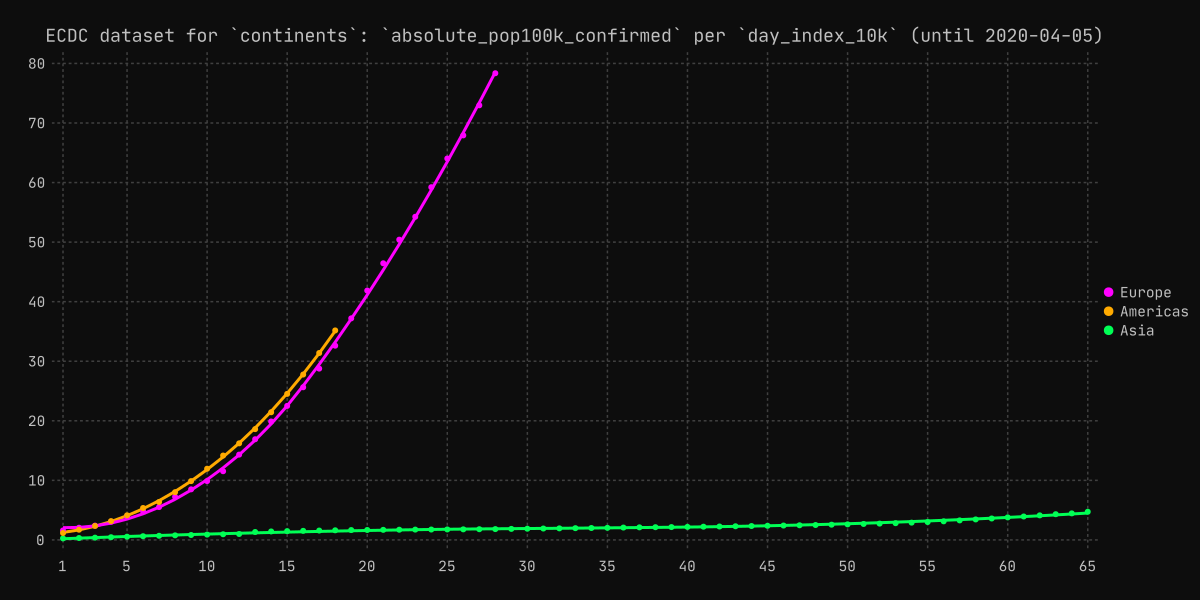 ECDC dataset for `continents`: `absolute_pop100k_confirmed` per `day_index_10k` (until 2020-04-05)
80
70
60
50
40
30
20
10
0
1 5 10 15 20 25 30 35 40 45 50 55 60 65
Europe
Americas
Asia